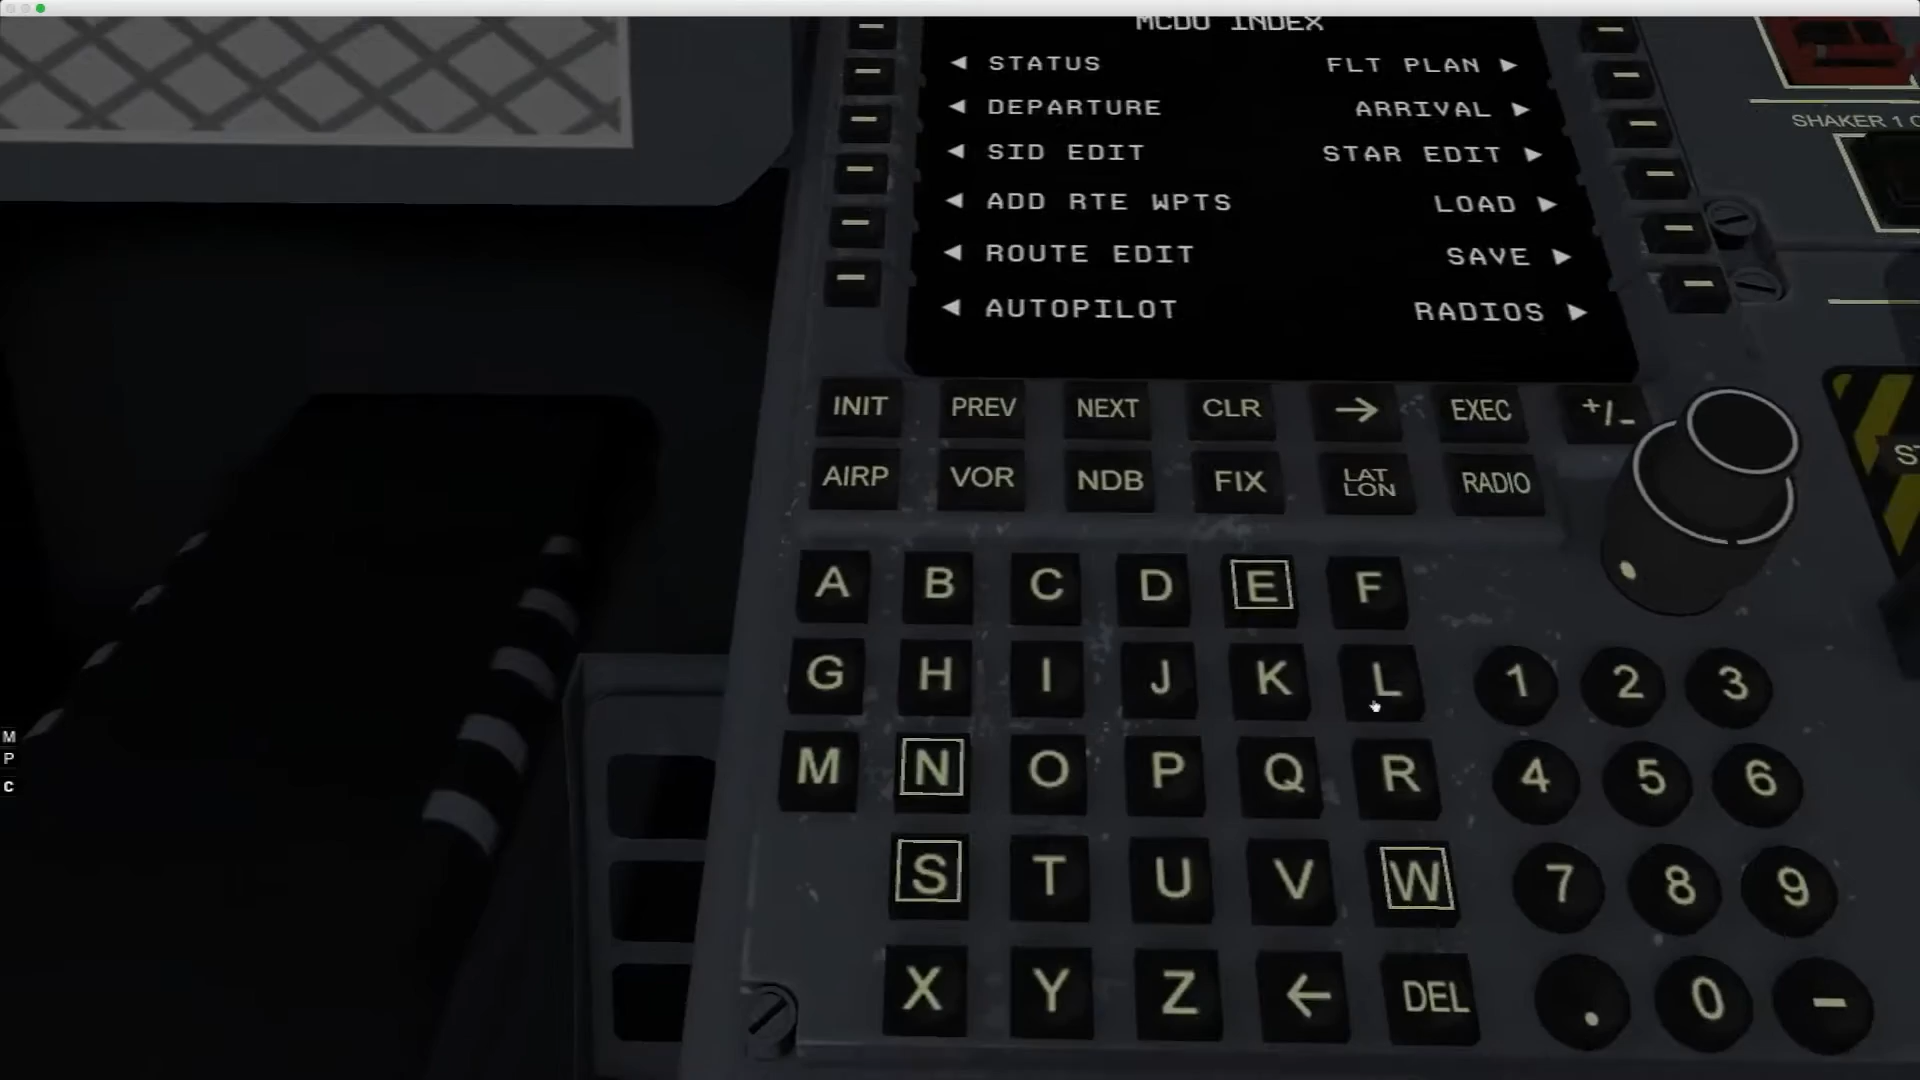 MCDU INDEX
◄ STATUS FLT PLAN ►
◄ DEPARTURE ARRIVAL ►
◄ SID EDIT STAR EDIT ►
◄ ADD RTE WPTS LOAD ►
◄ ROUTE EDIT SAVE ►
◄ AUTOPILOT RADIOS ►
SHAKER 1
INIT PREV NEXT CLR → EXEC +/-
AIRP VOR NDB FIX LAT LON RADIO
A B C D E F
G H I J K L 1 2 3
M N O P Q R 4 5 6
S T U V W 7 8 9
X Y Z ← DEL . 0 -
M
P
C